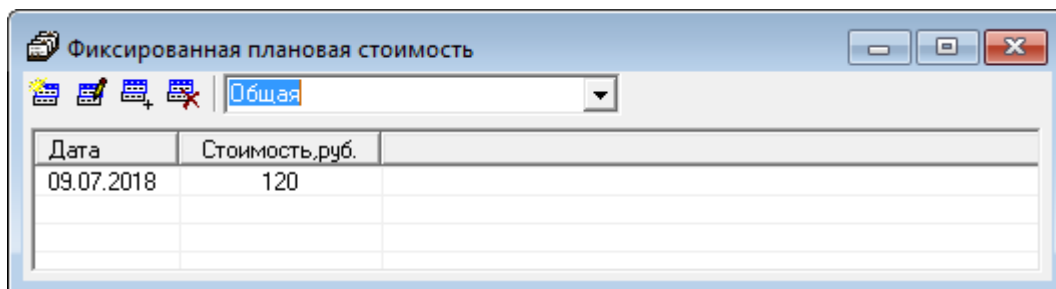 Фиксированная плановая стоимость
Общая
Дата Стоимость,руб.
09.07.2018 120